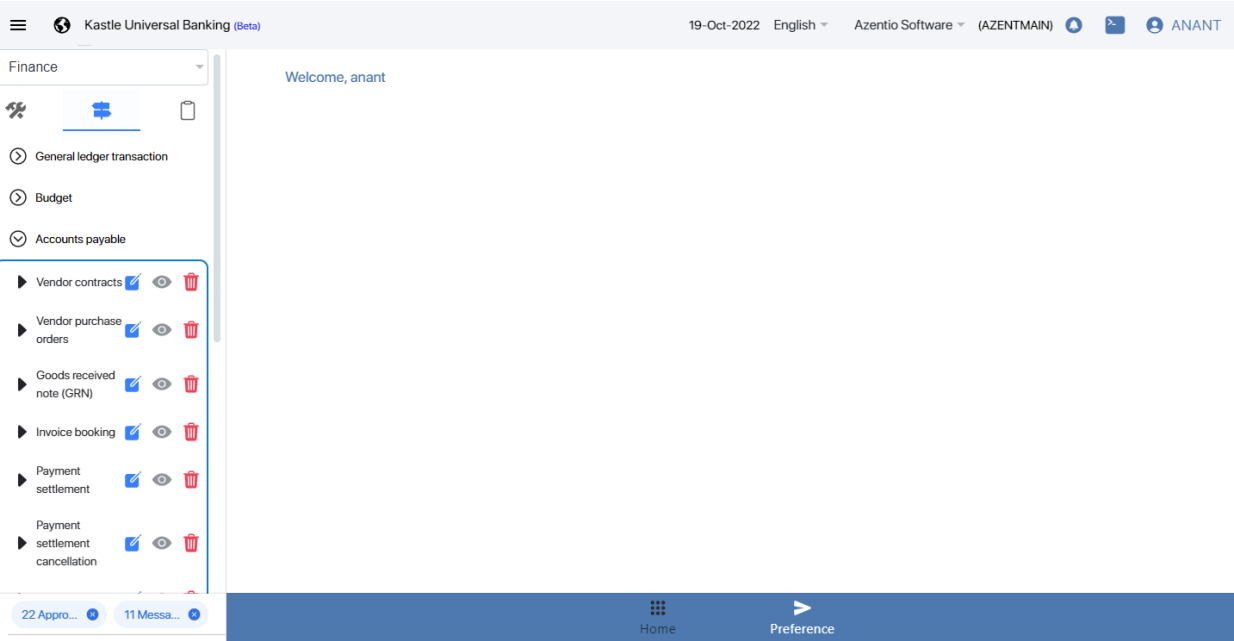 Kastle Universal Banking (Beta)
19-Oct-2022 English Azentio Software (AZENTMAIN) ANANT
Finance
Welcome, anant
General ledger transaction
Budget
Accounts payable
Vendor contracts
Vendor purchase
orders
Goods received
note (GRN)
Invoice booking
Payment
settlement
Payment
settlement
cancellation
22 Appro... 11 Messa...
Home
Preference